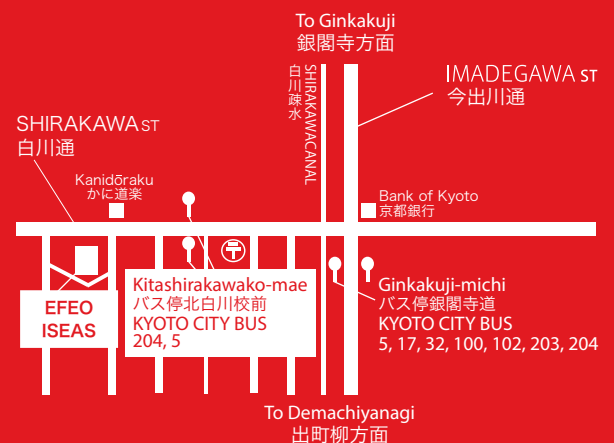 To Ginkakuji
銀閣寺方面
SHIRAKAWACANAL
白川疎水
IMADEGAWA ST
今出川通
SHIRAKAWA ST
白川通
Kanidōraku
かに道楽
Bank of Kyoto
京都銀行
EFEO
ISEAS
〒
Kitashirakawako-mae
バス停北白川校前
KYOTO CITY BUS
204, 5
Ginkakuji-michi
バス停銀閣寺道
KYOTO CITY BUS
5, 17, 32, 100, 102, 203, 204
To Demachiyanagi
出町柳方面